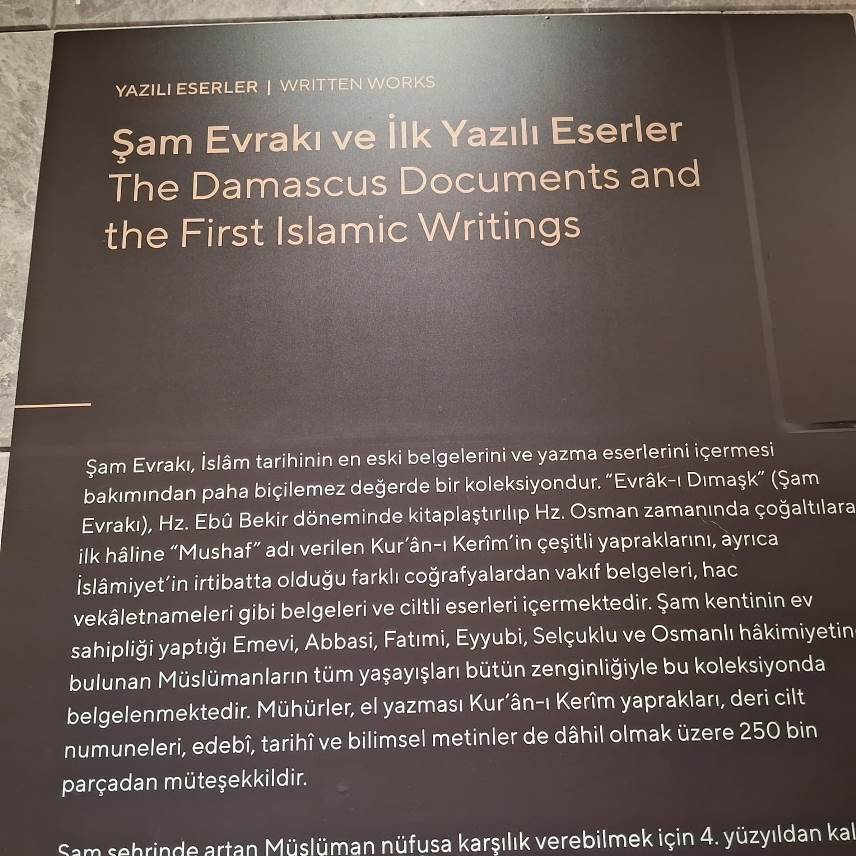 YAZILI ESERLER | WRITTEN WORKS
Şam Evrakı ve İlk Yazılı Eserler
The Damascus Documents and
the First Islamic Writings
Şam Evrakı, İslâm tarihinin en eski belgelerini ve yazma eserlerini içermesi
bakımından paha biçilemez değerde bir koleksiyondur. “Evrâk-ı Dımaşk” (Şam
Evrakı), Hz. Ebû Bekir döneminde kitaplaştırılıp Hz. Osman zamanında çoğaltılara
ilk hâline “Mushaf” adı verilen Kur’ân-ı Kerîm’in çeşitli yapraklarını, ayrıca
İslâmiyet’in irtibatta olduğu farklı coğrafyalardan vakıf belgeleri, hac
vekâletnameleri gibi belgeleri ve ciltli eserleri içermektedir. Şam kentinin ev
sahipliği yaptığı Emevi, Abbasi, Fatımi, Eyyubi, Selçuklu ve Osmanlı hâkimiyetin
bulunan Müslümanların tüm yaşayışları bütün zenginliğiyle bu koleksiyonda
belgelenmektedir. Mühürler, el yazması Kur’ân-ı Kerîm yaprakları, deri cilt
numuneleri, edebî, tarihî ve bilimsel metinler de dâhil olmak üzere 250 bin
parçadan müteşekkildir.
Şam şehrinde artan Müslüman nüfusa karşılık verebilmek için 4. yüzyıldan kal